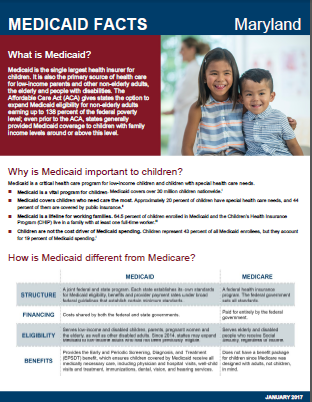 MEDICAID FACTS
Maryland
What is Medicaid?
Medicaid is the single largest health insurer for
children. It is also the primary source of health care
for low-income parents and other non-elderly adults,
the elderly and people with disabilities. The
Affordable Care Act (ACA) gives states the option to
expand Medicaid eligibility for non-elderly adults
earning up to 138 percent of the federal poverty
level; even prior to the ACA, states generally
provided Medicaid coverage to children with family
income levels around or above this level.
Why is Medicaid important to children?
Medicaid is a critical health care program for low-income children and children with special health care needs.
■ Medicaid is a vital program for children. Medicaid covers over 30 million children nationwide.
■ Medicaid covers children who need care the most. Approximately 20 percent of children have special health care needs, and 44
percent of them are covered by public insurance.
■ Medicaid is a lifeline for working families. 64.5 percent of children enrolled in Medicaid and the Children's Health Insurance
Program (CHIP) live in a family with at least one full-time worker.
■ Children are not the cost driver of Medicaid spending. Children represent 43 percent of all Medicaid enrollees, but they account
for 19 percent of Medicaid spending.
How is Medicaid different from Medicare?
MEDICAID
MEDICARE
STRUCTURE
A joint federal and state program. Each state establishes its own standards
for Medicaid eligibility, benefits and provider payment rates under broad
federal guidelines that establish certain minimum standards.
A federal health insurance
program. The federal government
sets all standards
FINANCING
Costs shared by both the federal and state governments.
Paid for entirely by the federal
government.
ELIGIBILITY
Serves low-income and disabled children, parents, pregnant women and
the elderly, as well as other disabled adults. Since 2014, states may expand
Medicaid to low-income adults who had not been previously eligible.
Serves elderly and disabled
people who receive Social
Security, regardless of income
BENEFITS
Provides the Early and Periodic Screening, Diagnosis, and Treatment
(EPSDT) benefit, which ensures children covered by Medicaid receive all
medically necessary care, including physician and hospital visits, well-child
visits and treatment, immunizations, dental, vision, and hearing services.
Does not have a benefit package
for children since Medicare was
designed with adults, not children,
in mind.
JANUARY 2017